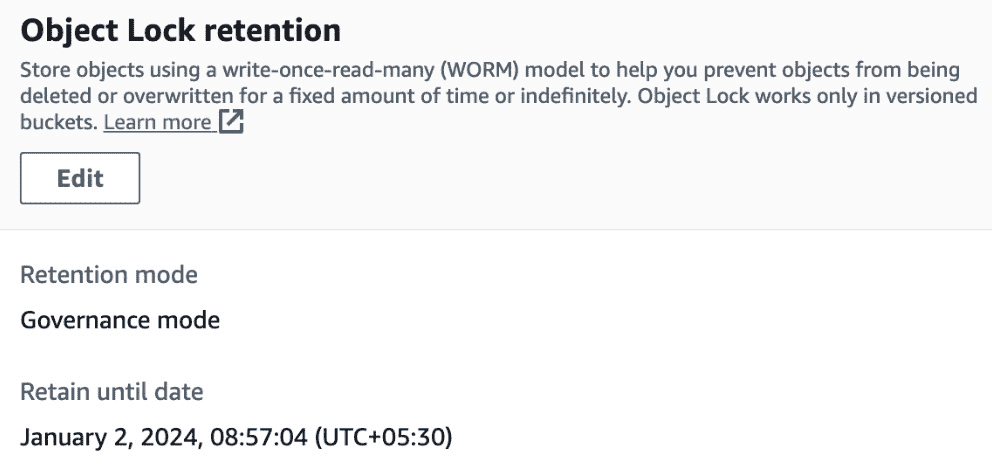 Object Lock retention
Store objects using a write-once-read-many (WORM) model to help you prevent objects from being
deleted or overwritten for a fixed amount of time or indefinitely. Object Lock works only in versioned
buckets. Learn more
Edit
Retention mode
Governance mode
Retain until date
January 2, 2024, 08:57:04 (UTC+05:30)